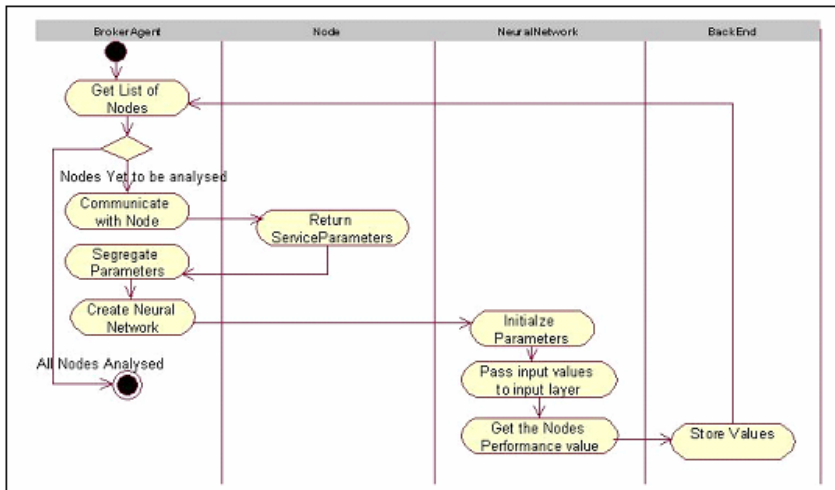 BrokerAgent
Node
NeuralNetwork
BackEnd
Get List of
Nodes
Nodes Yet to be analysed
Communicate
with Node
Return
ServiceParameters
Segregate
Parameters
Create Neural
Network
Initialze
Parameters
All Nodes Analysed
Pass input values
to input layer
Get the Nodes
Performance value
Store Values